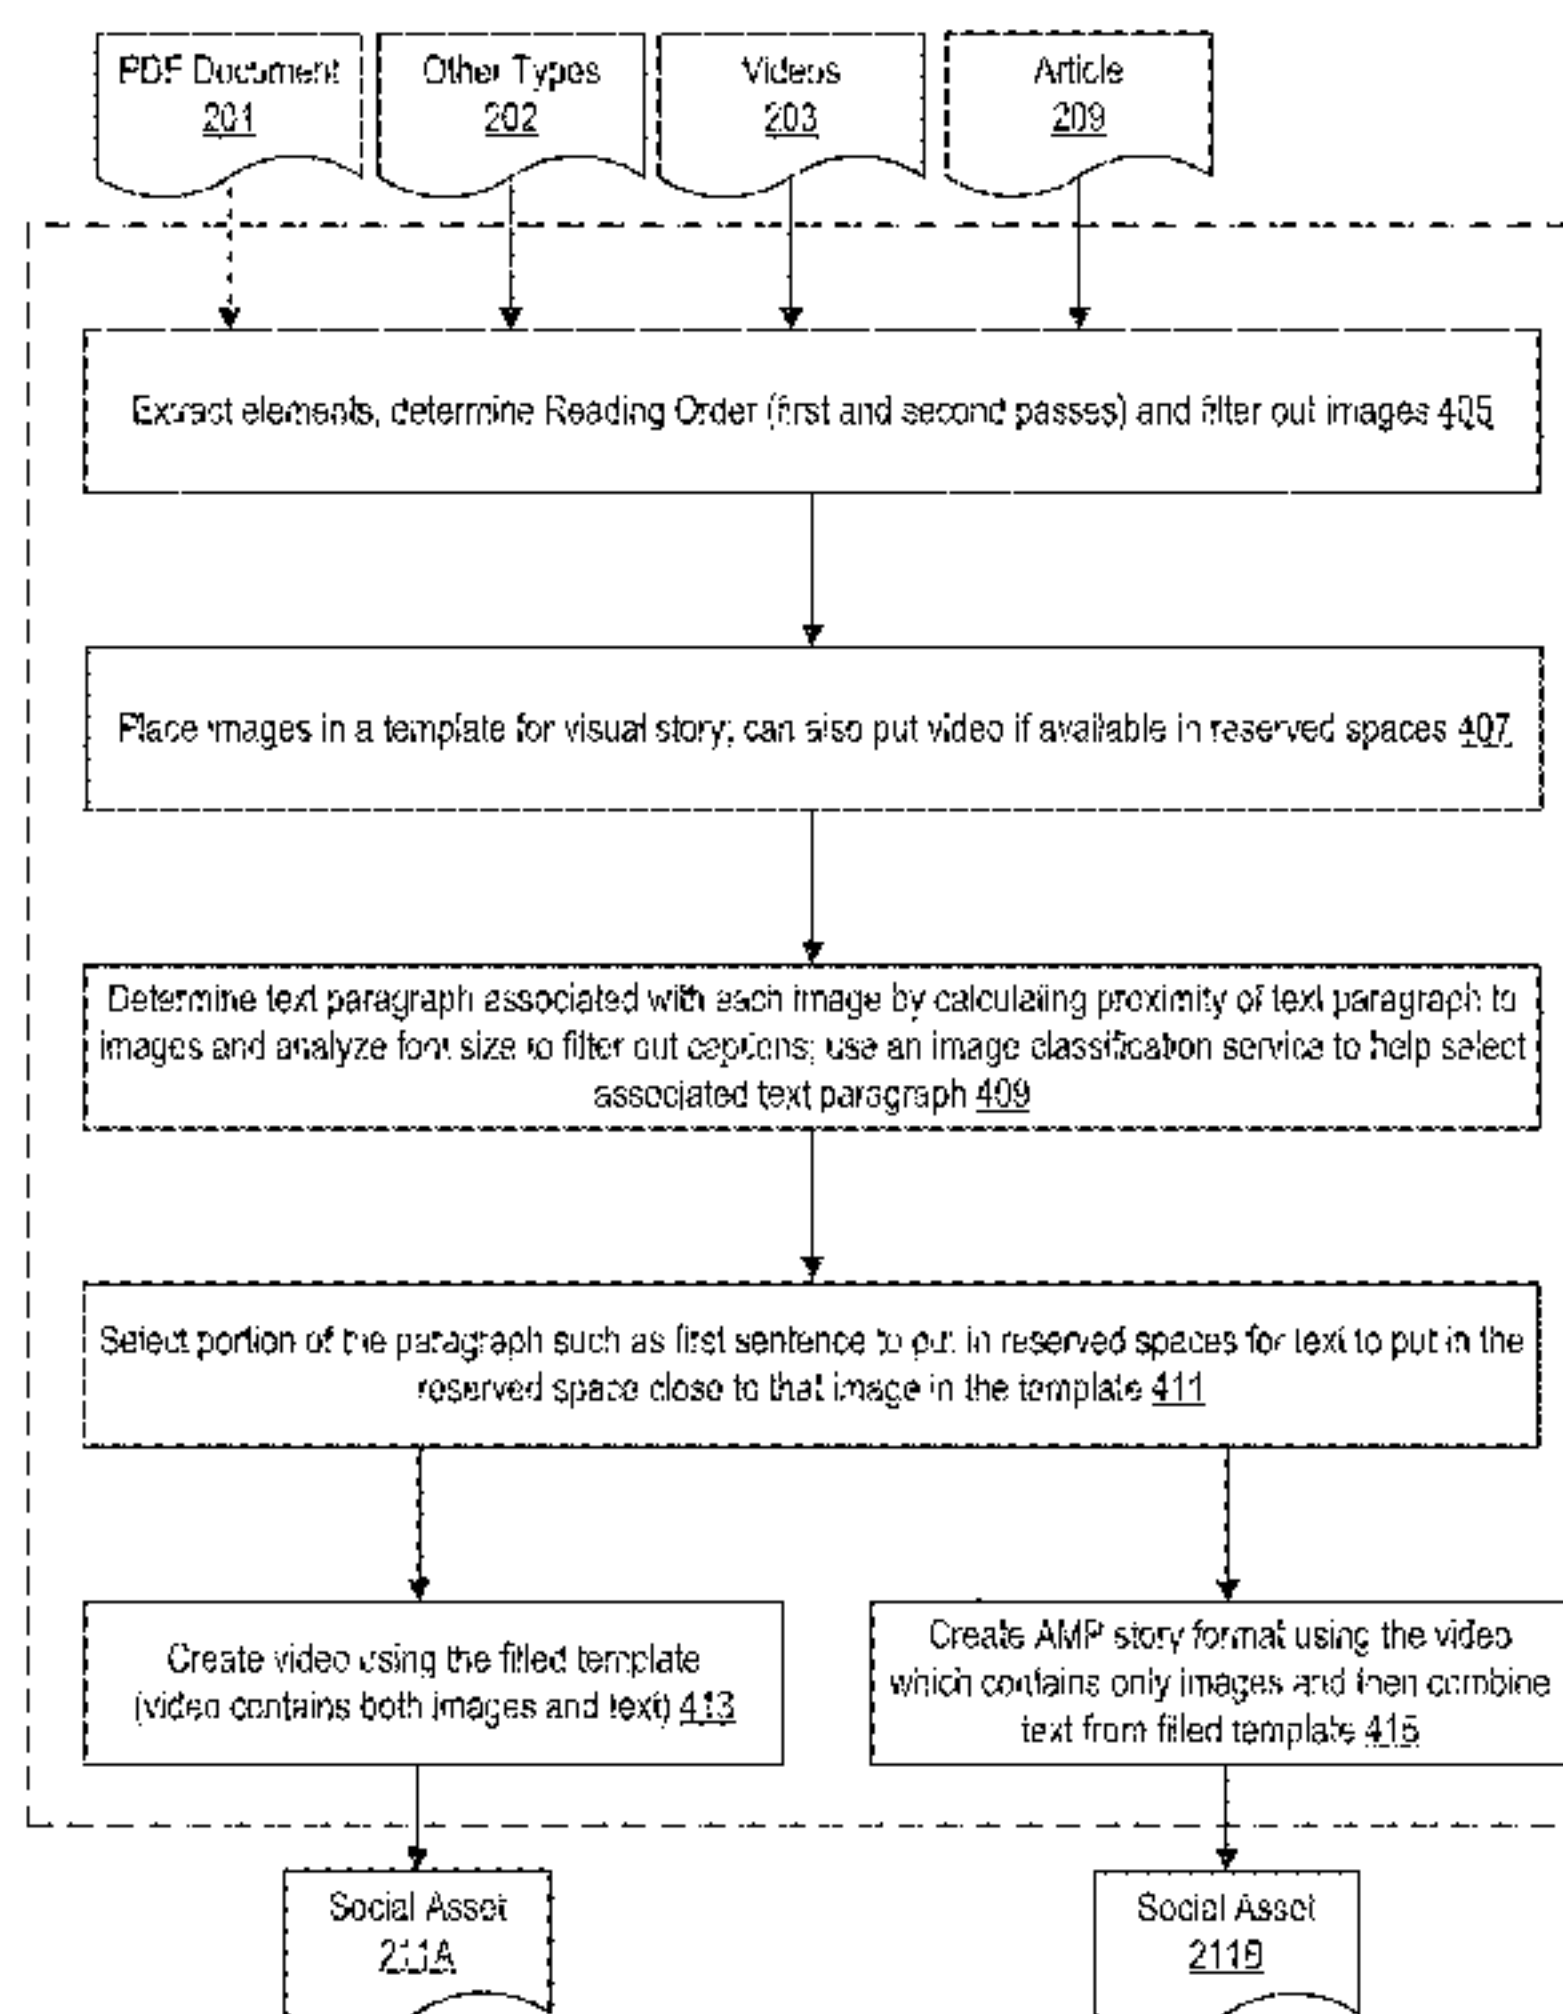 PDF Document
201
Other Types
202
Videos
203
Article
209
Extract elements, determine Reading Order (first and second passes) and filter out images 405
Place images in a template for visual story; can also put video if available in reserved spaces 407
Determine text paragraph associated with each image by calculating proximity of text paragraph to
images and analyze font size to filter out captions; use an image classification service to help select
associated text paragraph 409
Select portion of the paragraph such as first sentence to put in reserved spaces for text to put in the
reserved space close to that image in the template 411
Create video using the filled template
(video contains both images and text) 413
Create AMP story format using the video
which contains only images and then combine
text from filled template 415
Social Asset
211A
Social Asset
211B